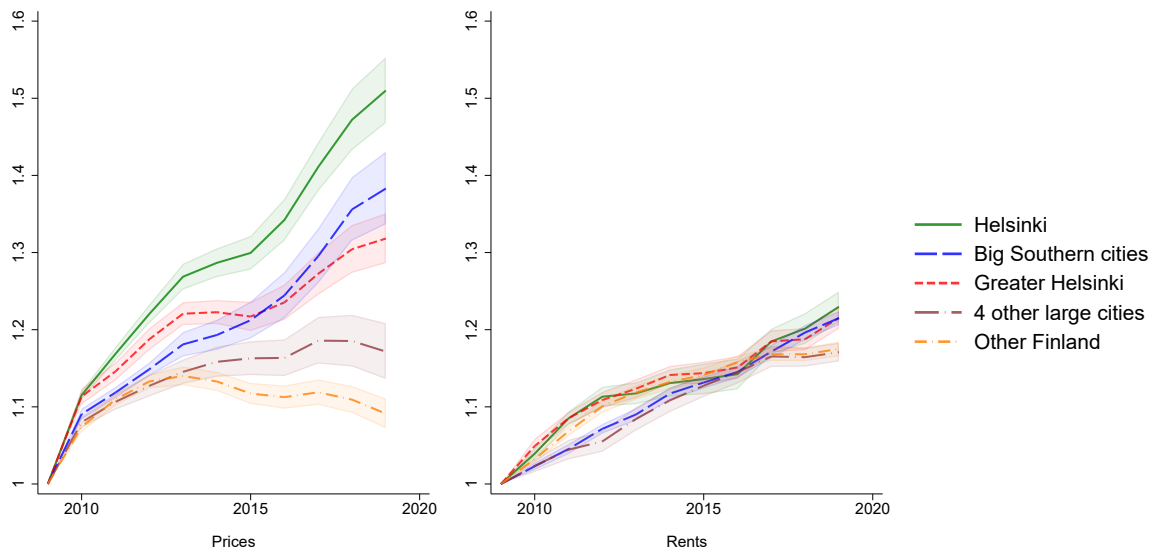 1.6
1.5
1.4
1.3
1.2
1.1
1
2010
2015
2020
Prices
1.6
1.5
1.4
1.3
1.2
1.1
1
2010
2015
2020
Rents
Helsinki
Big Southern cities
Greater Helsinki
4 other large cities
Other Finland